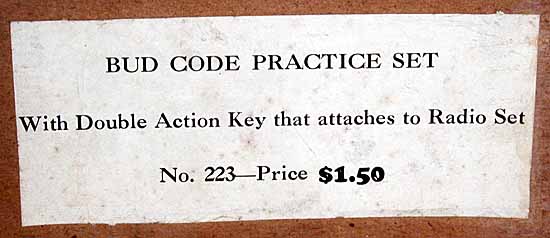 BUD CODE PRACTICE SET
With Double Action Key that attaches to Radio Set
No. 223—Price $1.50